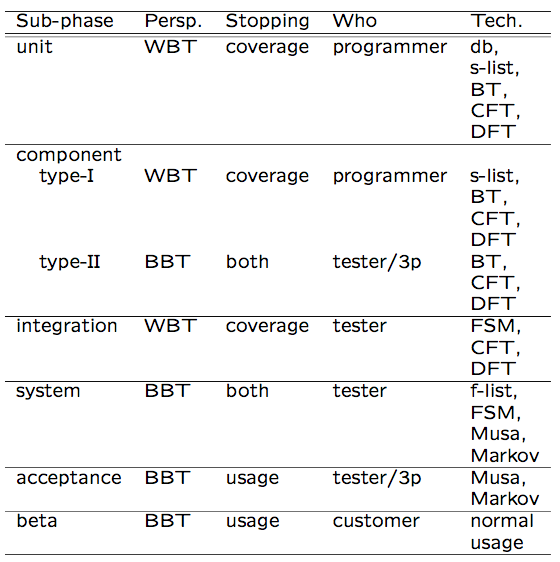 Sub-phase Persp. Stopping Who Tech.
unit WBT coverage programmer db,
s-list,
BT,
CFT,
DFT
component
type-I WBT coverage programmer s-list,
BT,
CFT,
DFT
type-II BBT both tester/3p BT,
CFT,
DFT
integration WBT coverage tester FSM,
CFT,
DFT
system BBT both tester f-list,
FSM,
Musa,
Markov
acceptance BBT usage tester/3p Musa,
Markov
beta BBT usage customer normal
usage